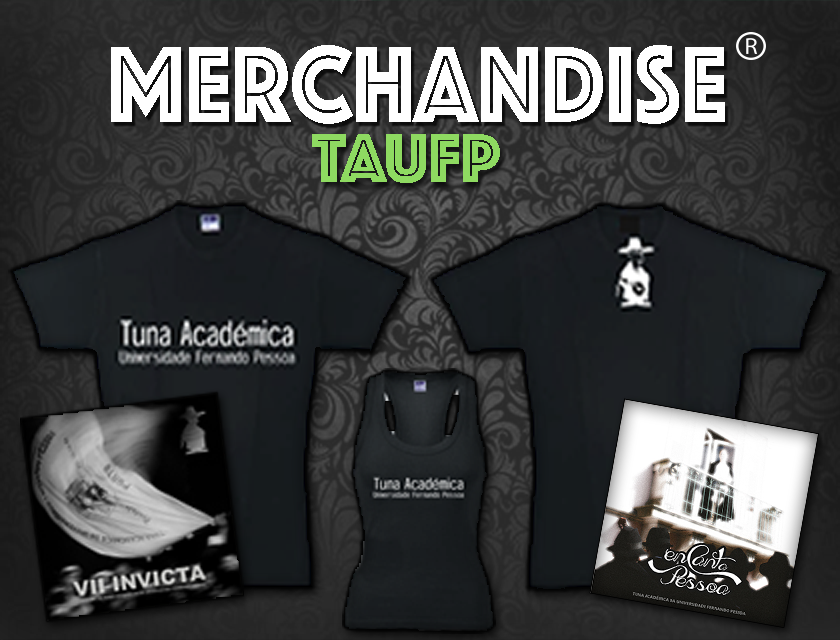 MERCHANDISE ®
TAUFP
Tuna Académica
Universidade Fernando Pessoa
Tuna Académica
Universidade Fernando Pessoa
VII INVICTA
enCanto
Pessoa
TUNA ACADÉMICA DA UNIVERSIDADE FERNANDO PESSOA